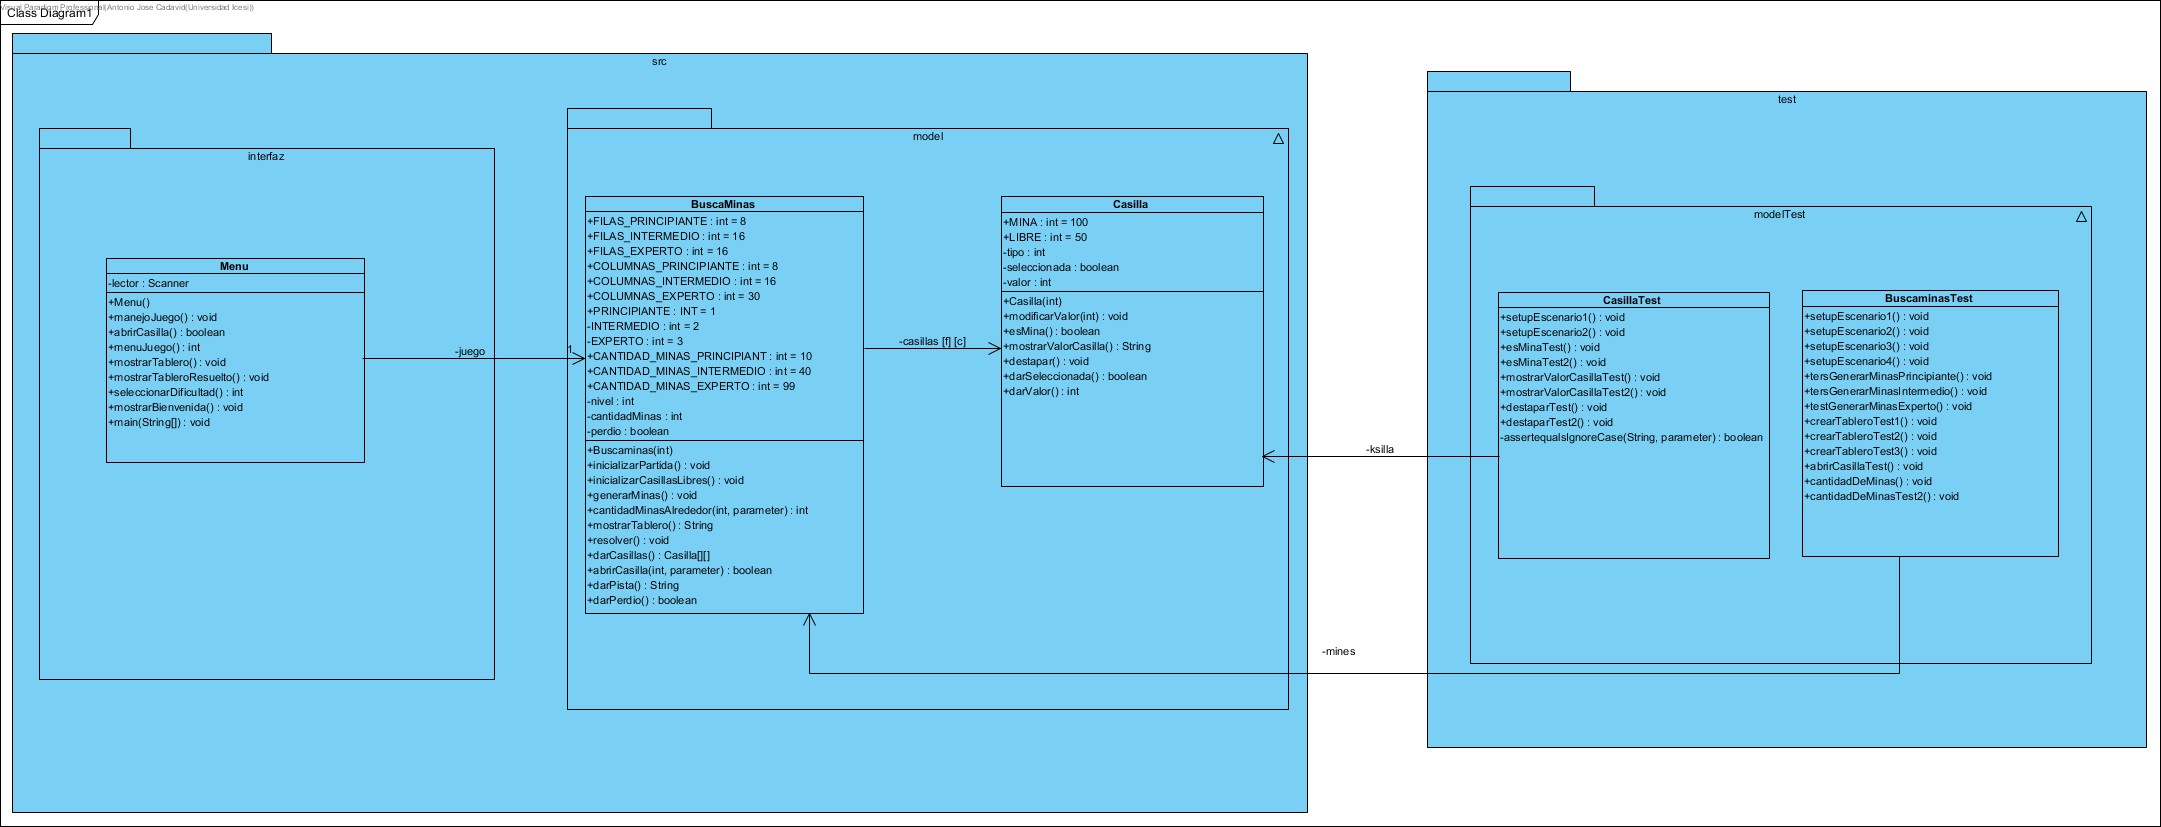 Visual Paradigm Professional(Antonio Jose Cadavid(Universidad Icesi))
Class Diagram1
src
interfaz
Menu
-lector : Scanner
+Menu()
+manejoJuego() : void
+abrirCasilla() : boolean
+menuJuego() : int
+mostrarTablero() : void
+mostrarTableroResuelto() : void
+seleccionarDificultad() : int
+mostrarBienvenida() : void
+main(String[]) : void
-juego
1
model
BuscaMinas
+FILAS_PRINCIPIANTE : int = 8
+FILAS_INTERMEDIO : int = 16
+FILAS_EXPERTO : int = 16
+COLUMNAS_PRINCIPIANTE : int = 8
+COLUMNAS_INTERMEDIO : int = 16
+COLUMNAS_EXPERTO : int = 30
+PRINCIPIANTE : INT = 1
-INTERMEDIO : int = 2
-EXPERTO : int = 3
+CANTIDAD_MINAS_PRINCIPIANT : int = 10
+CANTIDAD_MINAS_INTERMEDIO : int = 40
+CANTIDAD_MINAS_EXPERTO : int = 99
-nivel : int
-cantidadMinas : int
-perdio : boolean
+Buscaminas(int)
+inicializarPartida() : void
+inicializarCasillasLibres() : void
+generarMinas() : void
+cantidadMinasAlrededor(int, parameter) : int
+mostrarTablero() : String
+resolver() : void
+darCasillas() : Casilla[][]
+abrirCasilla(int, parameter) : boolean
+darPista() : String
+darPerdio() : boolean
-casillas [f] [c]
Casilla
+MINA : int = 100
+LIBRE : int = 50
-tipo : int
-seleccionada : boolean
-valor : int
+Casilla(int)
+modificarValor(int) : void
+esMina() : boolean
+mostrarValorCasilla() : String
+destapar() : void
+darSeleccionada() : boolean
+darValor() : int
-ksilla
-mines
test
modelTest
CasillaTest
+setupEscenario1() : void
+setupEscenario2() : void
+esMinaTest() : void
+esMinaTest2() : void
+mostrarValorCasillaTest() : void
+mostrarValorCasillaTest2() : void
+destaparTest() : void
+destaparTest2() : void
-assertequalsIgnoreCase(String, parameter) : boolean
BuscaminasTest
+setupEscenario1() : void
+setupEscenario2() : void
+setupEscenario3() : void
+setupEscenario4() : void
+tersGenerarMinasPrincipiante() : void
+tersGenerarMinasIntermedio() : void
+testGenerarMinasExperto() : void
+crearTableroTest1() : void
+crearTableroTest2() : void
+crearTableroTest3() : void
+abrirCasillaTest() : void
+cantidadDeMinas() : void
+cantidadDeMinasTest2() : void